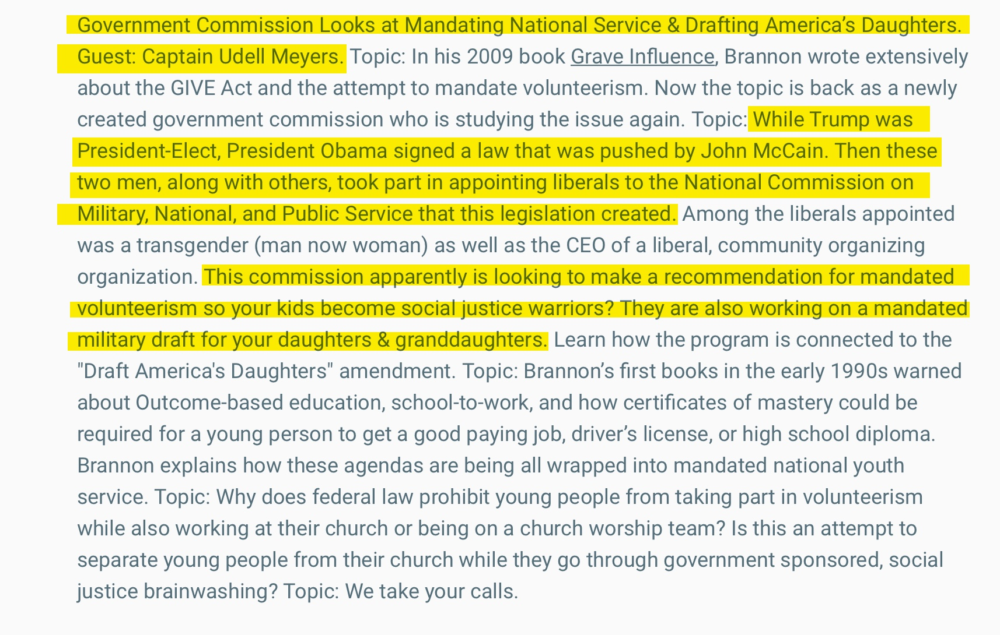 Government Commission Looks at Mandating National Service & Drafting America’s Daughters.
Guest: Captain Udell Meyers. Topic: In his 2009 book Grave Influence, Brannon wrote extensively
about the GIVE Act and the attempt to mandate volunteerism. Now the topic is back as a newly
created government commission who is studying the issue again. Topic: While Trump was
President-Elect, President Obama signed a law that was pushed by John McCain. Then these
two men, along with others, took part in appointing liberals to the National Commission on
Military, National, and Public Service that this legislation created. Among the liberals appointed
was a transgender (man now woman) as well as the CEO of a liberal, community organizing
organization. This commission apparently is looking to make a recommendation for mandated
volunteerism so your kids become social justice warriors? They are also working on a mandated
military draft for your daughters & granddaughters. Learn how the program is connected to the
"Draft America's Daughters" amendment. Topic: Brannon’s first books in the early 1990s warned
about Outcome-based education, school-to-work, and how certificates of mastery could be
required for a young person to get a good paying job, driver’s license, or high school diploma.
Brannon explains how these agendas are being all wrapped into mandated national youth
service. Topic: Why does federal law prohibit young people from taking part in volunteerism
while also working at their church or being on a church worship team? Is this an attempt to
separate young people from their church while they go through government sponsored, social
justice brainwashing? Topic: We take your calls.